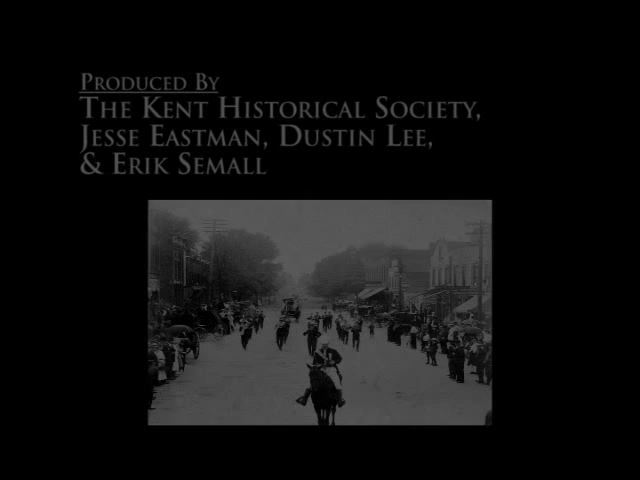 Produced By
The Kent Historical Society,
Jesse Eastman, Dustin Lee,
& Erik Semall